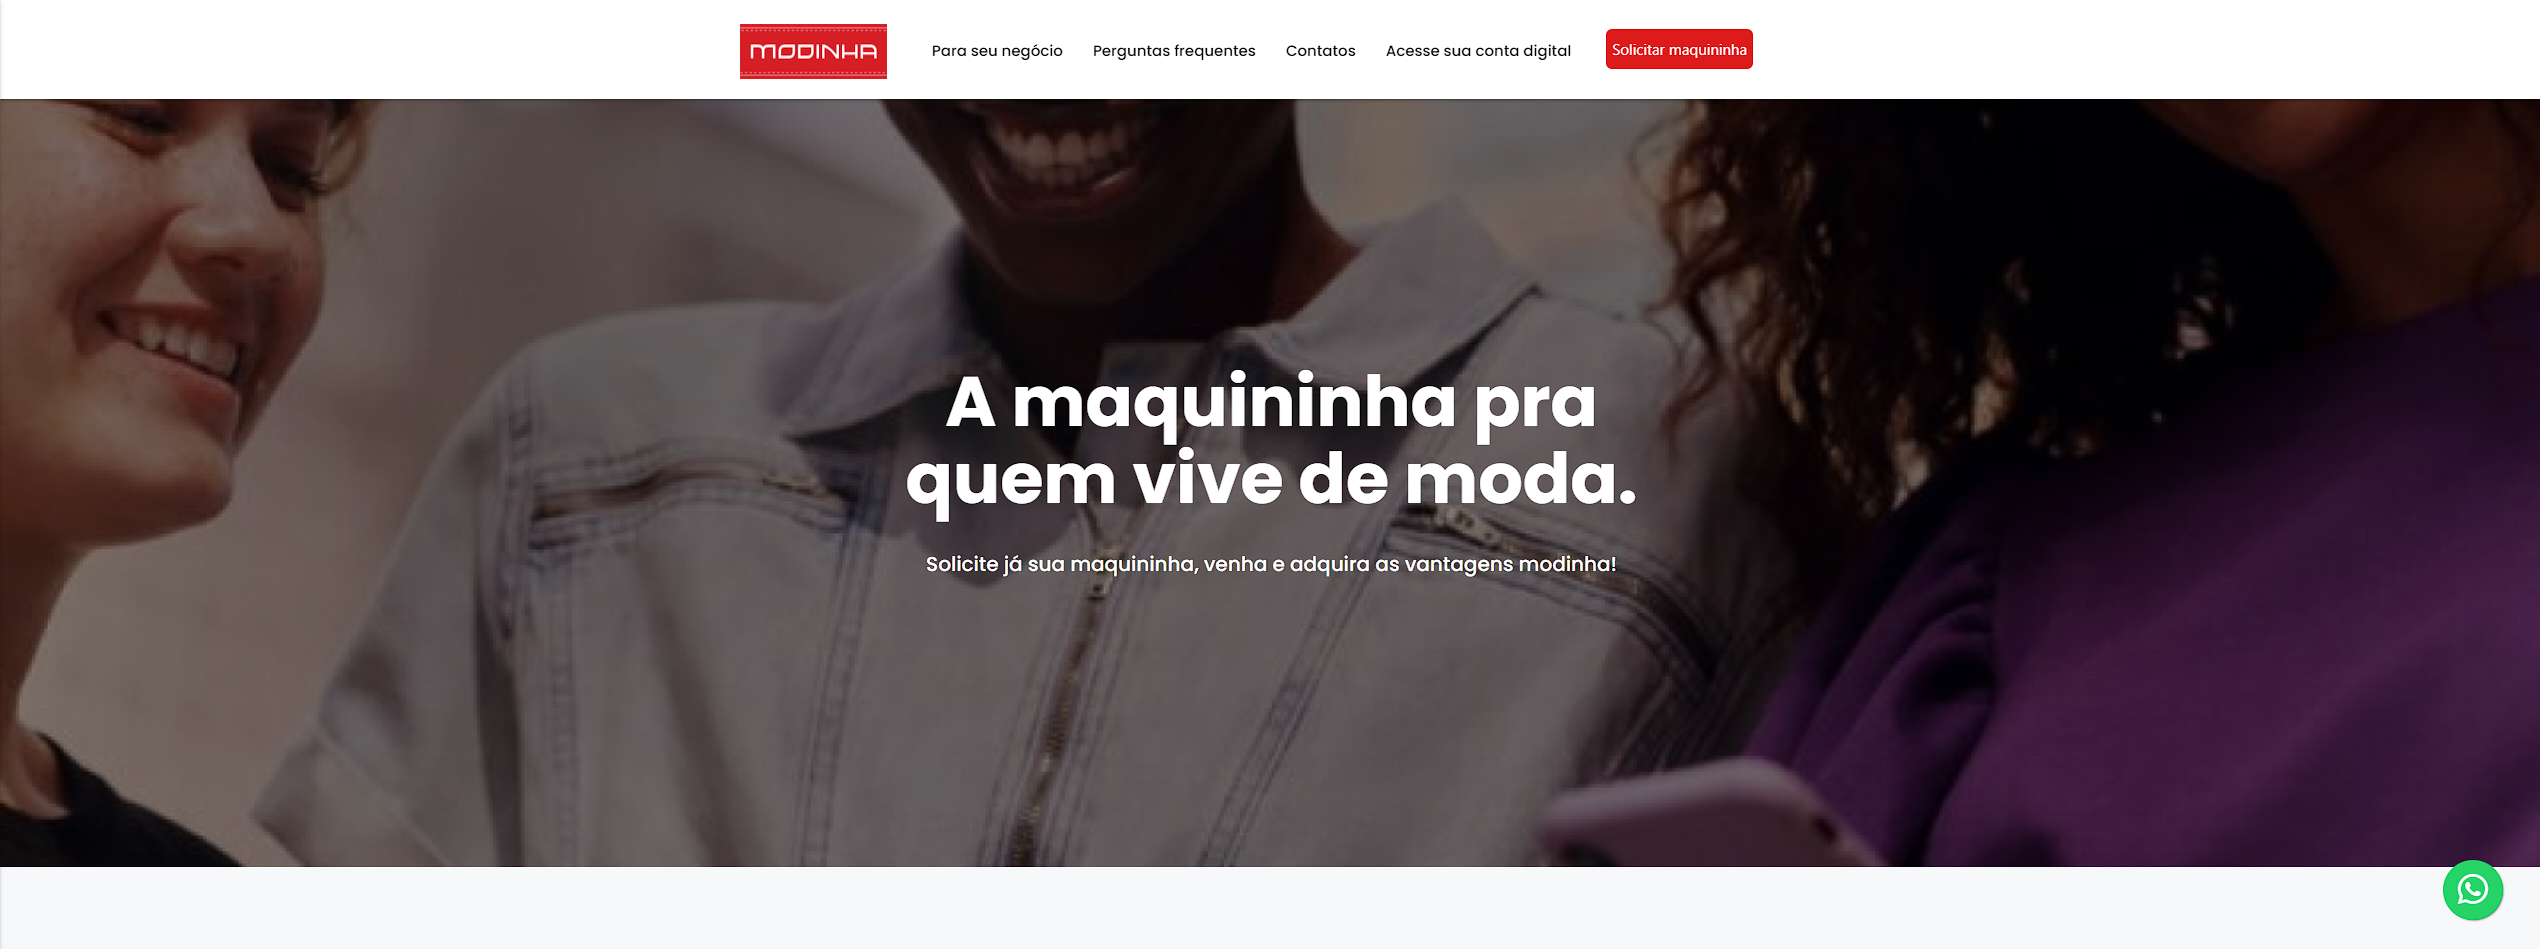 MODINHA
Para seu negócio
Perguntas frequentes
Contatos
Acesse sua conta digital
Solicitar maquininha
A maquininha pra
quem vive de moda.
Solicite já sua maquininha, venha e adquira as vantagens modinha!